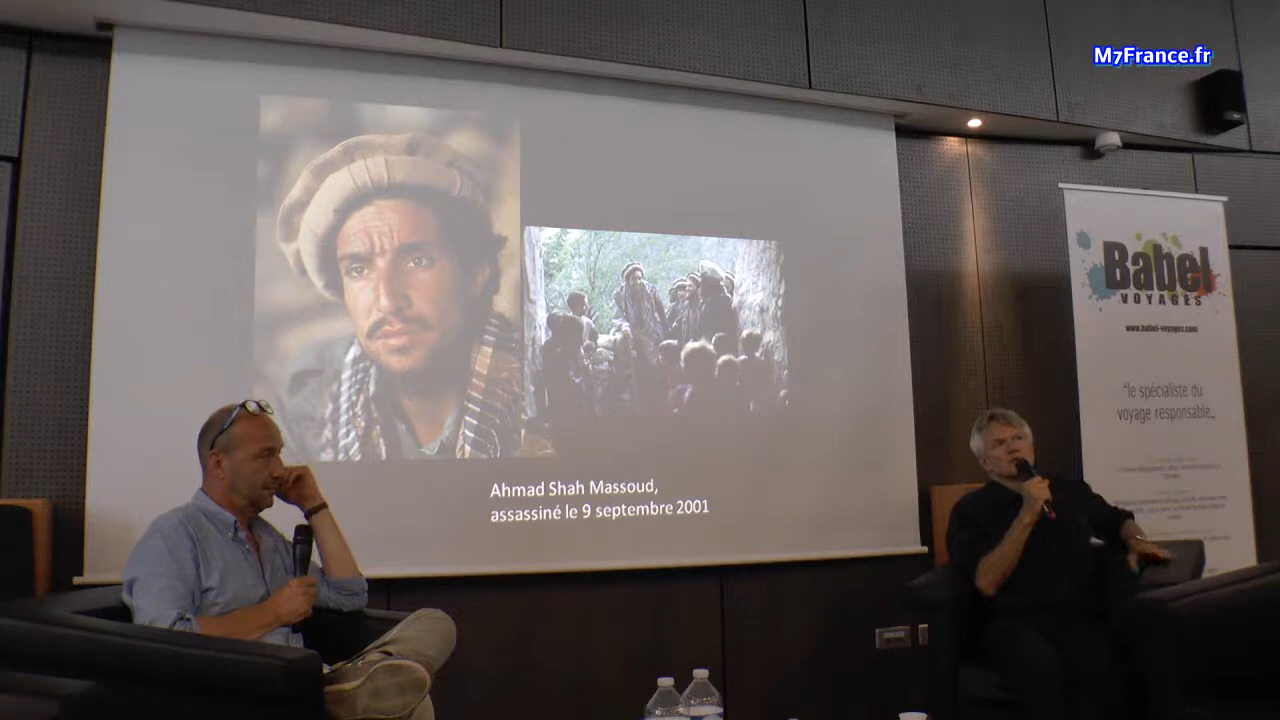 M7France.fr
Babel
VOYAGES
www.babel-voyages.com
"le spécialiste du
voyage responsable„
Ahmad Shah Massoud,
assassiné le 9 septembre 2001